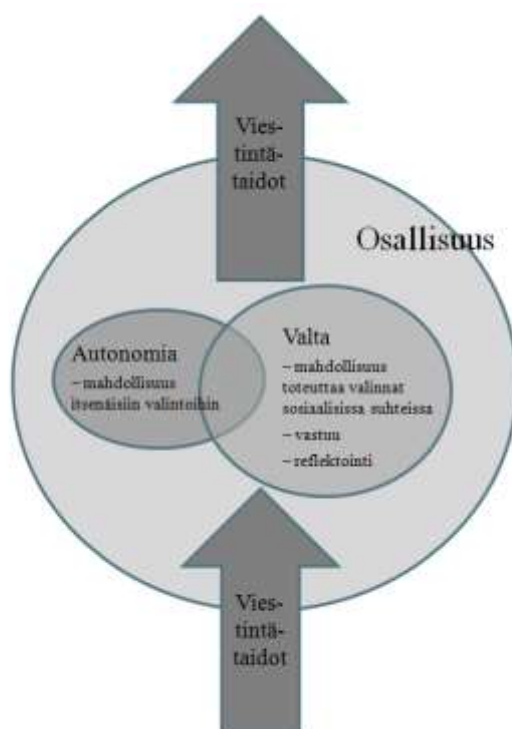 Vies-
tintä-
taidot
Osallisuus
Autonomia
– mahdollisuus
itsenäisiin valintoihin
Valta
– mahdollisuus
toteuttaa valinnat
sosiaalisissa suhteissa
– vastuu
– reflektointi
Vies-
tintä-
taidot